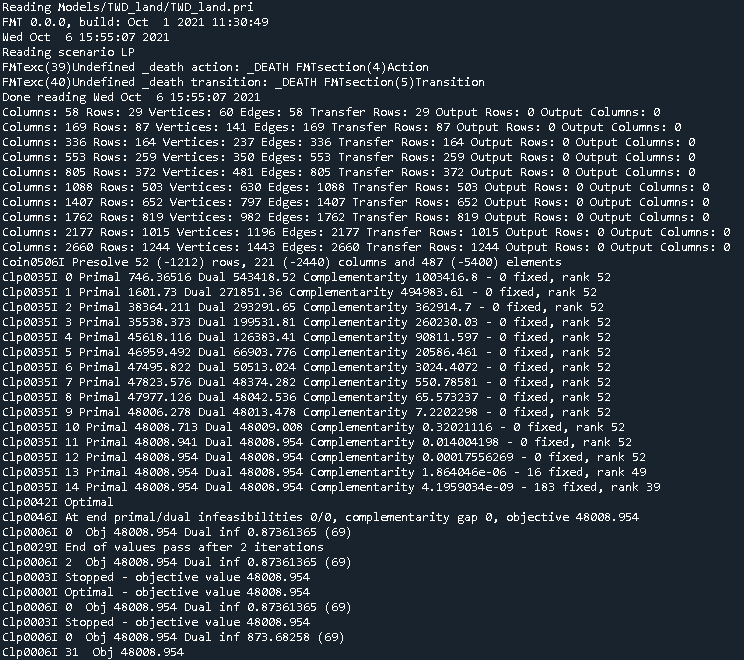 Reading Models/TWD_land/TWD_land.pri
FMT 0.0.0, build: Oct  1 2021 11:30:49
Wed Oct  6 15:55:07 2021
Reading scenario LP
FMTexc(39)Undefined _death action: _DEATH FMTsection(4)Action
FMTexc(40)Undefined _death transition: _DEATH FMTsection(5)Transition
Done reading Wed Oct  6 15:55:07 2021
Columns: 58 Rows: 29 Vertices: 60 Edges: 58 Transfer Rows: 29 Output Rows: 0 Output Columns: 0
Columns: 169 Rows: 87 Vertices: 141 Edges: 169 Transfer Rows: 87 Output Rows: 0 Output Columns: 0
Columns: 336 Rows: 164 Vertices: 237 Edges: 336 Transfer Rows: 164 Output Rows: 0 Output Columns: 0
Columns: 553 Rows: 259 Vertices: 350 Edges: 553 Transfer Rows: 259 Output Rows: 0 Output Columns: 0
Columns: 805 Rows: 372 Vertices: 481 Edges: 805 Transfer Rows: 372 Output Rows: 0 Output Columns: 0
Columns: 1088 Rows: 503 Vertices: 630 Edges: 1088 Transfer Rows: 503 Output Rows: 0 Output Columns: 0
Columns: 1407 Rows: 652 Vertices: 797 Edges: 1407 Transfer Rows: 652 Output Rows: 0 Output Columns: 0
Columns: 1762 Rows: 819 Vertices: 982 Edges: 1762 Transfer Rows: 819 Output Rows: 0 Output Columns: 0
Columns: 2177 Rows: 1015 Vertices: 1196 Edges: 2177 Transfer Rows: 1015 Output Rows: 0 Output Columns: 0
Columns: 2660 Rows: 1244 Vertices: 1443 Edges: 2660 Transfer Rows: 1244 Output Rows: 0 Output Columns: 0
Coin0506I Presolve 52 (-1212) rows, 221 (-2440) columns and 487 (-5400) elements
Clp0035I 0 Primal 746.36516 Dual 543418.52 Complementarity 1003416.8 - 0 fixed, rank 52
Clp0035I 1 Primal 1601.73 Dual 271851.36 Complementarity 494983.61 - 0 fixed, rank 52
Clp0035I 2 Primal 38364.211 Dual 293291.65 Complementarity 362914.7 - 0 fixed, rank 52
Clp0035I 3 Primal 35538.373 Dual 199531.81 Complementarity 260230.03 - 0 fixed, rank 52
Clp0035I 4 Primal 45618.116 Dual 126383.41 Complementarity 90811.597 - 0 fixed, rank 52
Clp0035I 5 Primal 46959.492 Dual 66903.776 Complementarity 20586.461 - 0 fixed, rank 52
Clp0035I 6 Primal 47495.822 Dual 50513.024 Complementarity 3024.4072 - 0 fixed, rank 52
Clp0035I 7 Primal 47823.576 Dual 48374.282 Complementarity 550.78581 - 0 fixed, rank 52
Clp0035I 8 Primal 47977.126 Dual 48042.536 Complementarity 65.573237 - 0 fixed, rank 52
Clp0035I 9 Primal 48006.278 Dual 48013.478 Complementarity 7.2202298 - 0 fixed, rank 52
Clp0035I 10 Primal 48008.713 Dual 48009.008 Complementarity 0.32021116 - 0 fixed, rank 52
Clp0035I 11 Primal 48008.941 Dual 48008.954 Complementarity 0.014004198 - 0 fixed, rank 52
Clp0035I 12 Primal 48008.954 Dual 48008.954 Complementarity 0.00017556269 - 0 fixed, rank 52
Clp0035I 13 Primal 48008.954 Dual 48008.954 Complementarity 1.864046e-06 - 16 fixed, rank 49
Clp0035I 14 Primal 48008.954 Dual 48008.954 Complementarity 4.1959034e-09 - 183 fixed, rank 39
Clp0042I Optimal
Clp0046I At end primal/dual infeasibilities 0/0, complementarity gap 0, objective 48008.954
Clp0006I 0  Obj 48008.954 Dual inf 0.87361365 (69)
Clp0029I End of values pass after 2 iterations
Clp0006I 2  Obj 48008.954 Dual inf 0.87361365 (69)
Clp0003I Stopped - objective value 48008.954
Clp0000I Optimal - objective value 48008.954
Clp0006I 0  Obj 48008.954 Dual inf 0.87361365 (69)
Clp0003I Stopped - objective value 48008.954
Clp0006I 0  Obj 48008.954 Dual inf 873.68258 (69)
Clp0006I 31  Obj 48008.954